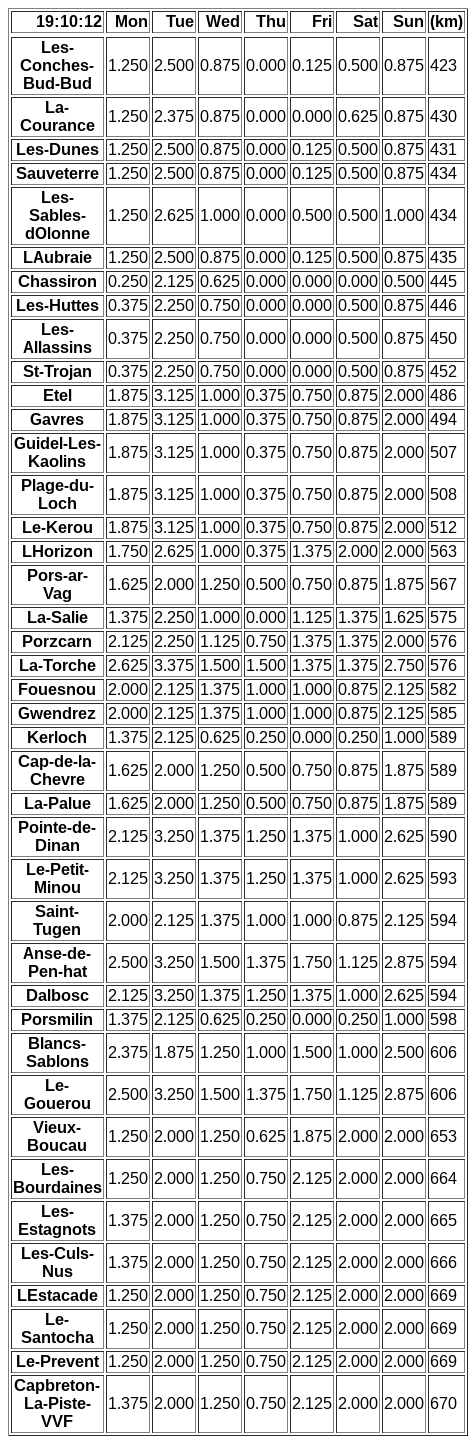 19:10:12 Mon Tue Wed Thu Fri Sat Sun (km)
Les-Conches-Bud-Bud 1.250 2.500 0.875 0.000 0.125 0.500 0.875 423
La-Courance 1.250 2.375 0.875 0.000 0.000 0.625 0.875 430
Les-Dunes 1.250 2.500 0.875 0.000 0.125 0.500 0.875 431
Sauveterre 1.250 2.500 0.875 0.000 0.125 0.500 0.875 434
Les-Sables-dOlonne 1.250 2.625 1.000 0.000 0.500 0.500 1.000 434
LAubraie 1.250 2.500 0.875 0.000 0.125 0.500 0.875 435
Chassiron 0.250 2.125 0.625 0.000 0.000 0.000 0.500 445
Les-Huttes 0.375 2.250 0.750 0.000 0.000 0.500 0.875 446
Les-Allassins 0.375 2.250 0.750 0.000 0.000 0.500 0.875 450
St-Trojan 0.375 2.250 0.750 0.000 0.000 0.500 0.875 452
Etel 1.875 3.125 1.000 0.375 0.750 0.875 2.000 486
Gavres 1.875 3.125 1.000 0.375 0.750 0.875 2.000 494
Guidel-Les-Kaolins 1.875 3.125 1.000 0.375 0.750 0.875 2.000 507
Plage-du-Loch 1.875 3.125 1.000 0.375 0.750 0.875 2.000 508
Le-Kerou 1.875 3.125 1.000 0.375 0.750 0.875 2.000 512
LHorizon 1.750 2.625 1.000 0.375 1.375 2.000 2.000 563
Pors-ar-Vag 1.625 2.000 1.250 0.500 0.750 0.875 1.875 567
La-Salie 1.375 2.250 1.000 0.000 1.125 1.375 1.625 575
Porzcarn 2.125 2.250 1.125 0.750 1.375 1.375 2.000 576
La-Torche 2.625 3.375 1.500 1.500 1.375 1.375 2.750 576
Fouesnou 2.000 2.125 1.375 1.000 1.000 0.875 2.125 582
Gwendrez 2.000 2.125 1.375 1.000 1.000 0.875 2.125 585
Kerloch 1.375 2.125 0.625 0.250 0.000 0.250 1.000 589
Cap-de-la-Chevre 1.625 2.000 1.250 0.500 0.750 0.875 1.875 589
La-Palue 1.625 2.000 1.250 0.500 0.750 0.875 1.875 589
Pointe-de-Dinan 2.125 3.250 1.375 1.250 1.375 1.000 2.625 590
Le-Petit-Minou 2.125 3.250 1.375 1.250 1.375 1.000 2.625 593
Saint-Tugen 2.000 2.125 1.375 1.000 1.000 0.875 2.125 594
Anse-de-Pen-hat 2.500 3.250 1.500 1.375 1.750 1.125 2.875 594
Dalbosc 2.125 3.250 1.375 1.250 1.375 1.000 2.625 594
Porsmilin 1.375 2.125 0.625 0.250 0.000 0.250 1.000 598
Blancs-Sablons 2.375 1.875 1.250 1.000 1.500 1.000 2.500 606
Le-Gouerou 2.500 3.250 1.500 1.375 1.750 1.125 2.875 606
Vieux-Boucau 1.250 2.000 1.250 0.625 1.875 2.000 2.000 653
Les-Bourdaines 1.250 2.000 1.250 0.750 2.125 2.000 2.000 664
Les-Estagnots 1.375 2.000 1.250 0.750 2.125 2.000 2.000 665
Les-Culs-Nus 1.375 2.000 1.250 0.750 2.125 2.000 2.000 666
LEstacade 1.250 2.000 1.250 0.750 2.125 2.000 2.000 669
Le-Santocha 1.250 2.000 1.250 0.750 2.125 2.000 2.000 669
Le-Prevent 1.250 2.000 1.250 0.750 2.125 2.000 2.000 669
Capbreton-La-Piste-VVF 1.375 2.000 1.250 0.750 2.125 2.000 2.000 670